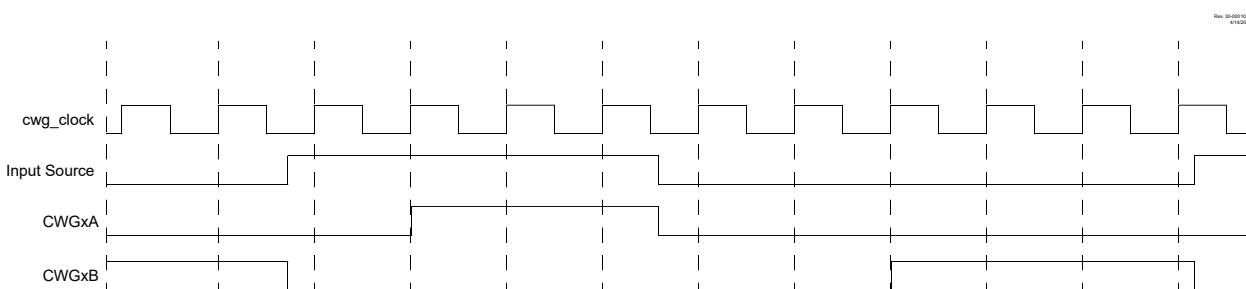 Rev. 30-00010
4/14/20
cwg_clock
Input Source
CWGxA
CWGxB